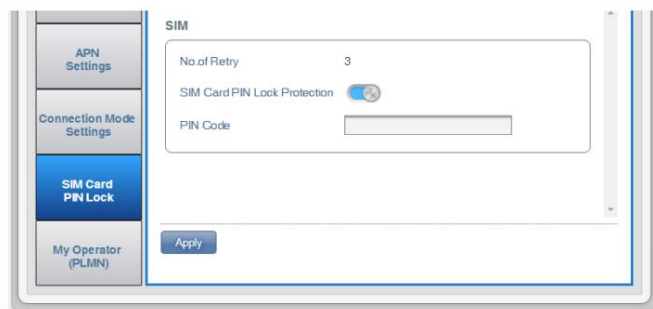 SIM
APN
Settings
No.of Retry 3
SIM Card PIN Lock Protection
Connection Mode
Settings
PIN Code
SIM Card
PIN Lock
My Operator
(PLMN)
Apply